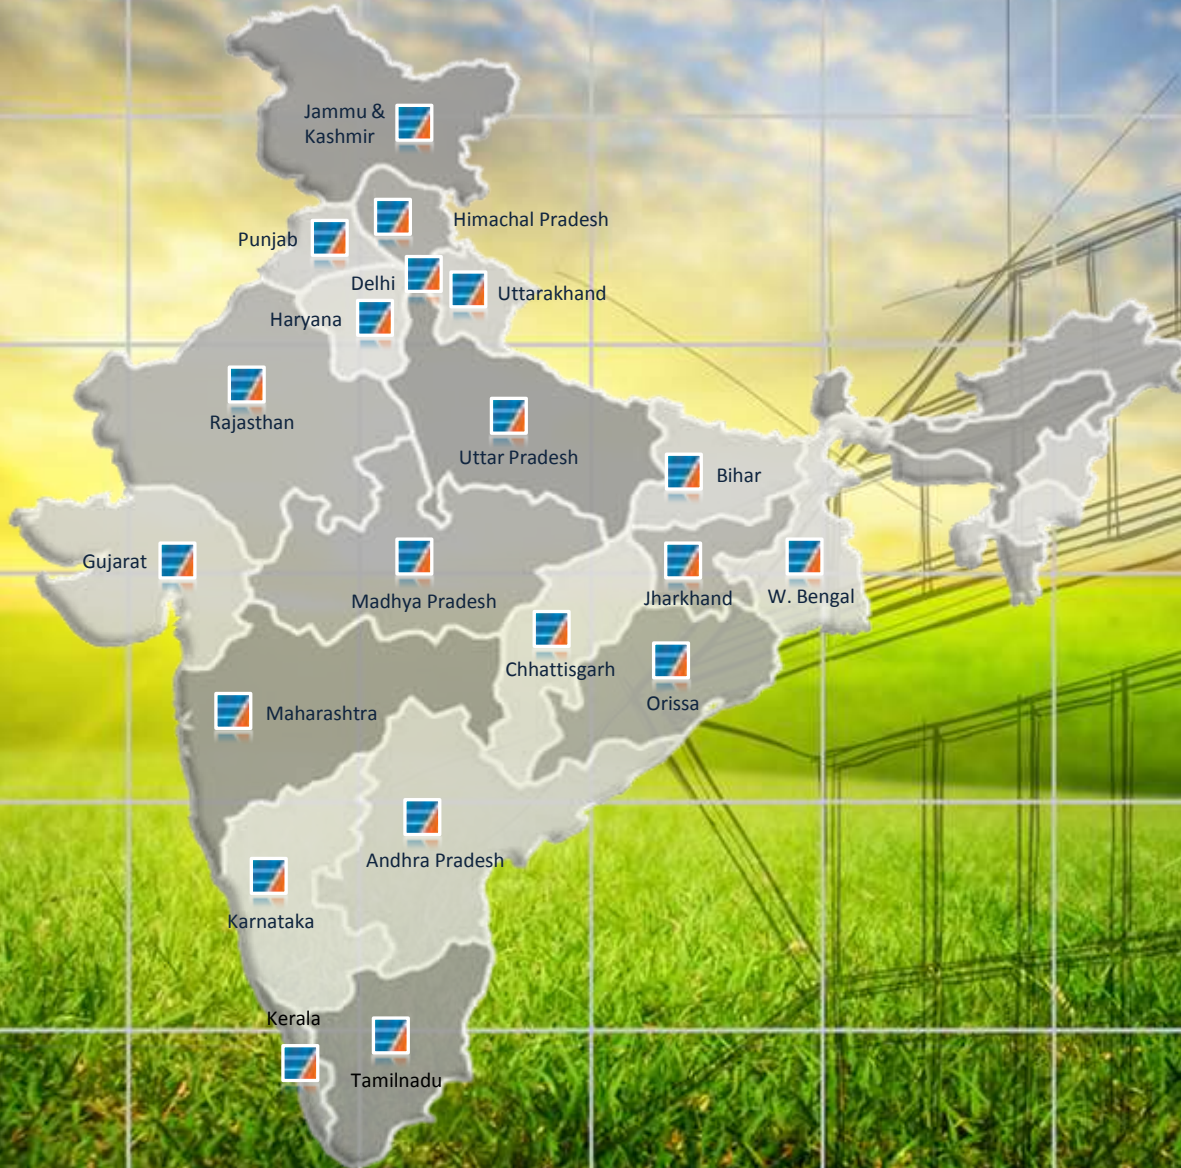 Jammu &
Kashmir
Himachal Pradesh
Punjab
Delhi
Uttarakhand
Haryana
Rajasthan
Uttar Pradesh
Bihar
Gujarat
Madhya Pradesh
Jharkhand
W. Bengal
Chhattisgarh
Orissa
Maharashtra
Andhra Pradesh
Karnataka
Kerala
Tamilnadu